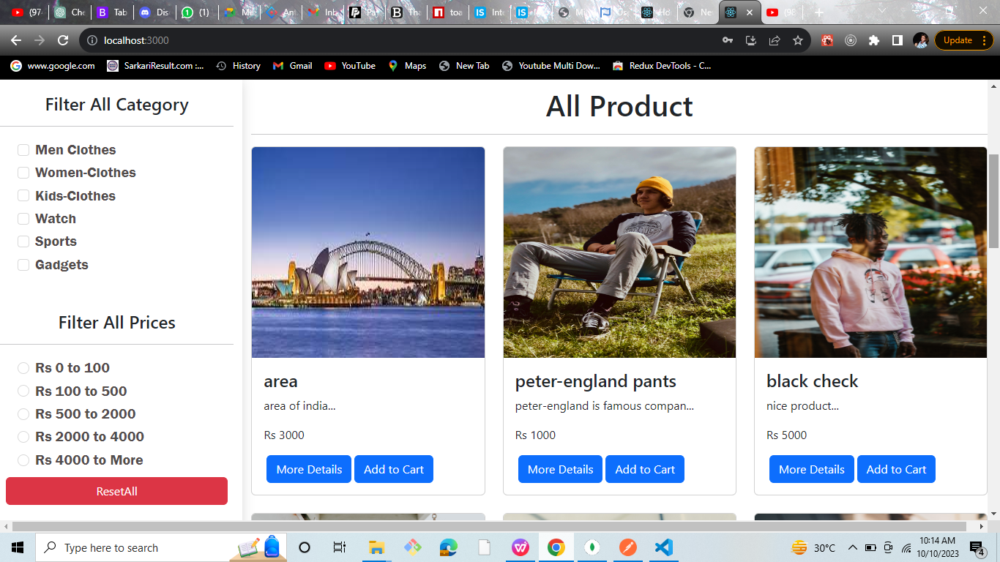 (97
Che
Tab
Dis
(1)
Me
Ant
Inb
Pa
Tha
toa
Inte
Ho
Ne
(98
localhost:3000
Update
www.google.com
SarkariResult.com :...
History
Gmail
YouTube
Maps
New Tab
Youtube Multi Dow...
Redux DevTools - C...
Filter All Category
Men Clothes
Women-Clothes
Kids-Clothes
Watch
Sports
Gadgets
Filter All Prices
Rs 0 to 100
Rs 100 to 500
Rs 500 to 2000
Rs 2000 to 4000
Rs 4000 to More
ResetAll
All Product
area
area of india...
Rs 3000
More Details
Add to Cart
peter-england pants
peter-england is famous compan...
Rs 1000
More Details
Add to Cart
black check
nice product...
Rs 5000
More Details
Add to Cart
Type here to search
30°C
10:14 AM
10/10/2023
4